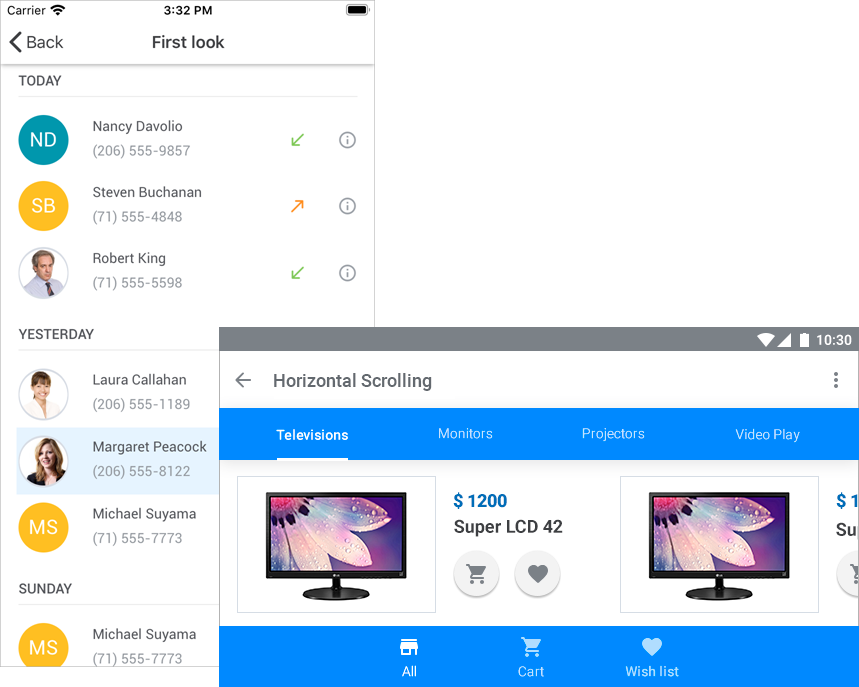 Carrier 3:32 PM
Back First look
TODAY
ND
Nancy Davolio
(206) 555-9857
SB
Steven Buchanan
(71) 555-4848
Robert King
(71) 555-5598
YESTERDAY
Laura Callahan
(206) 555-1189
Margaret Peacock
(206) 555-8122
MS
Michael Suyama
(71) 555-7773
SUNDAY
MS
Michael Suyama
(71) 555-7773
10:30
Horizontal Scrolling
Televisions Monitors Projectors Video Play
$ 1200
Super LCD 42
$ 1
Su
All Cart Wish list